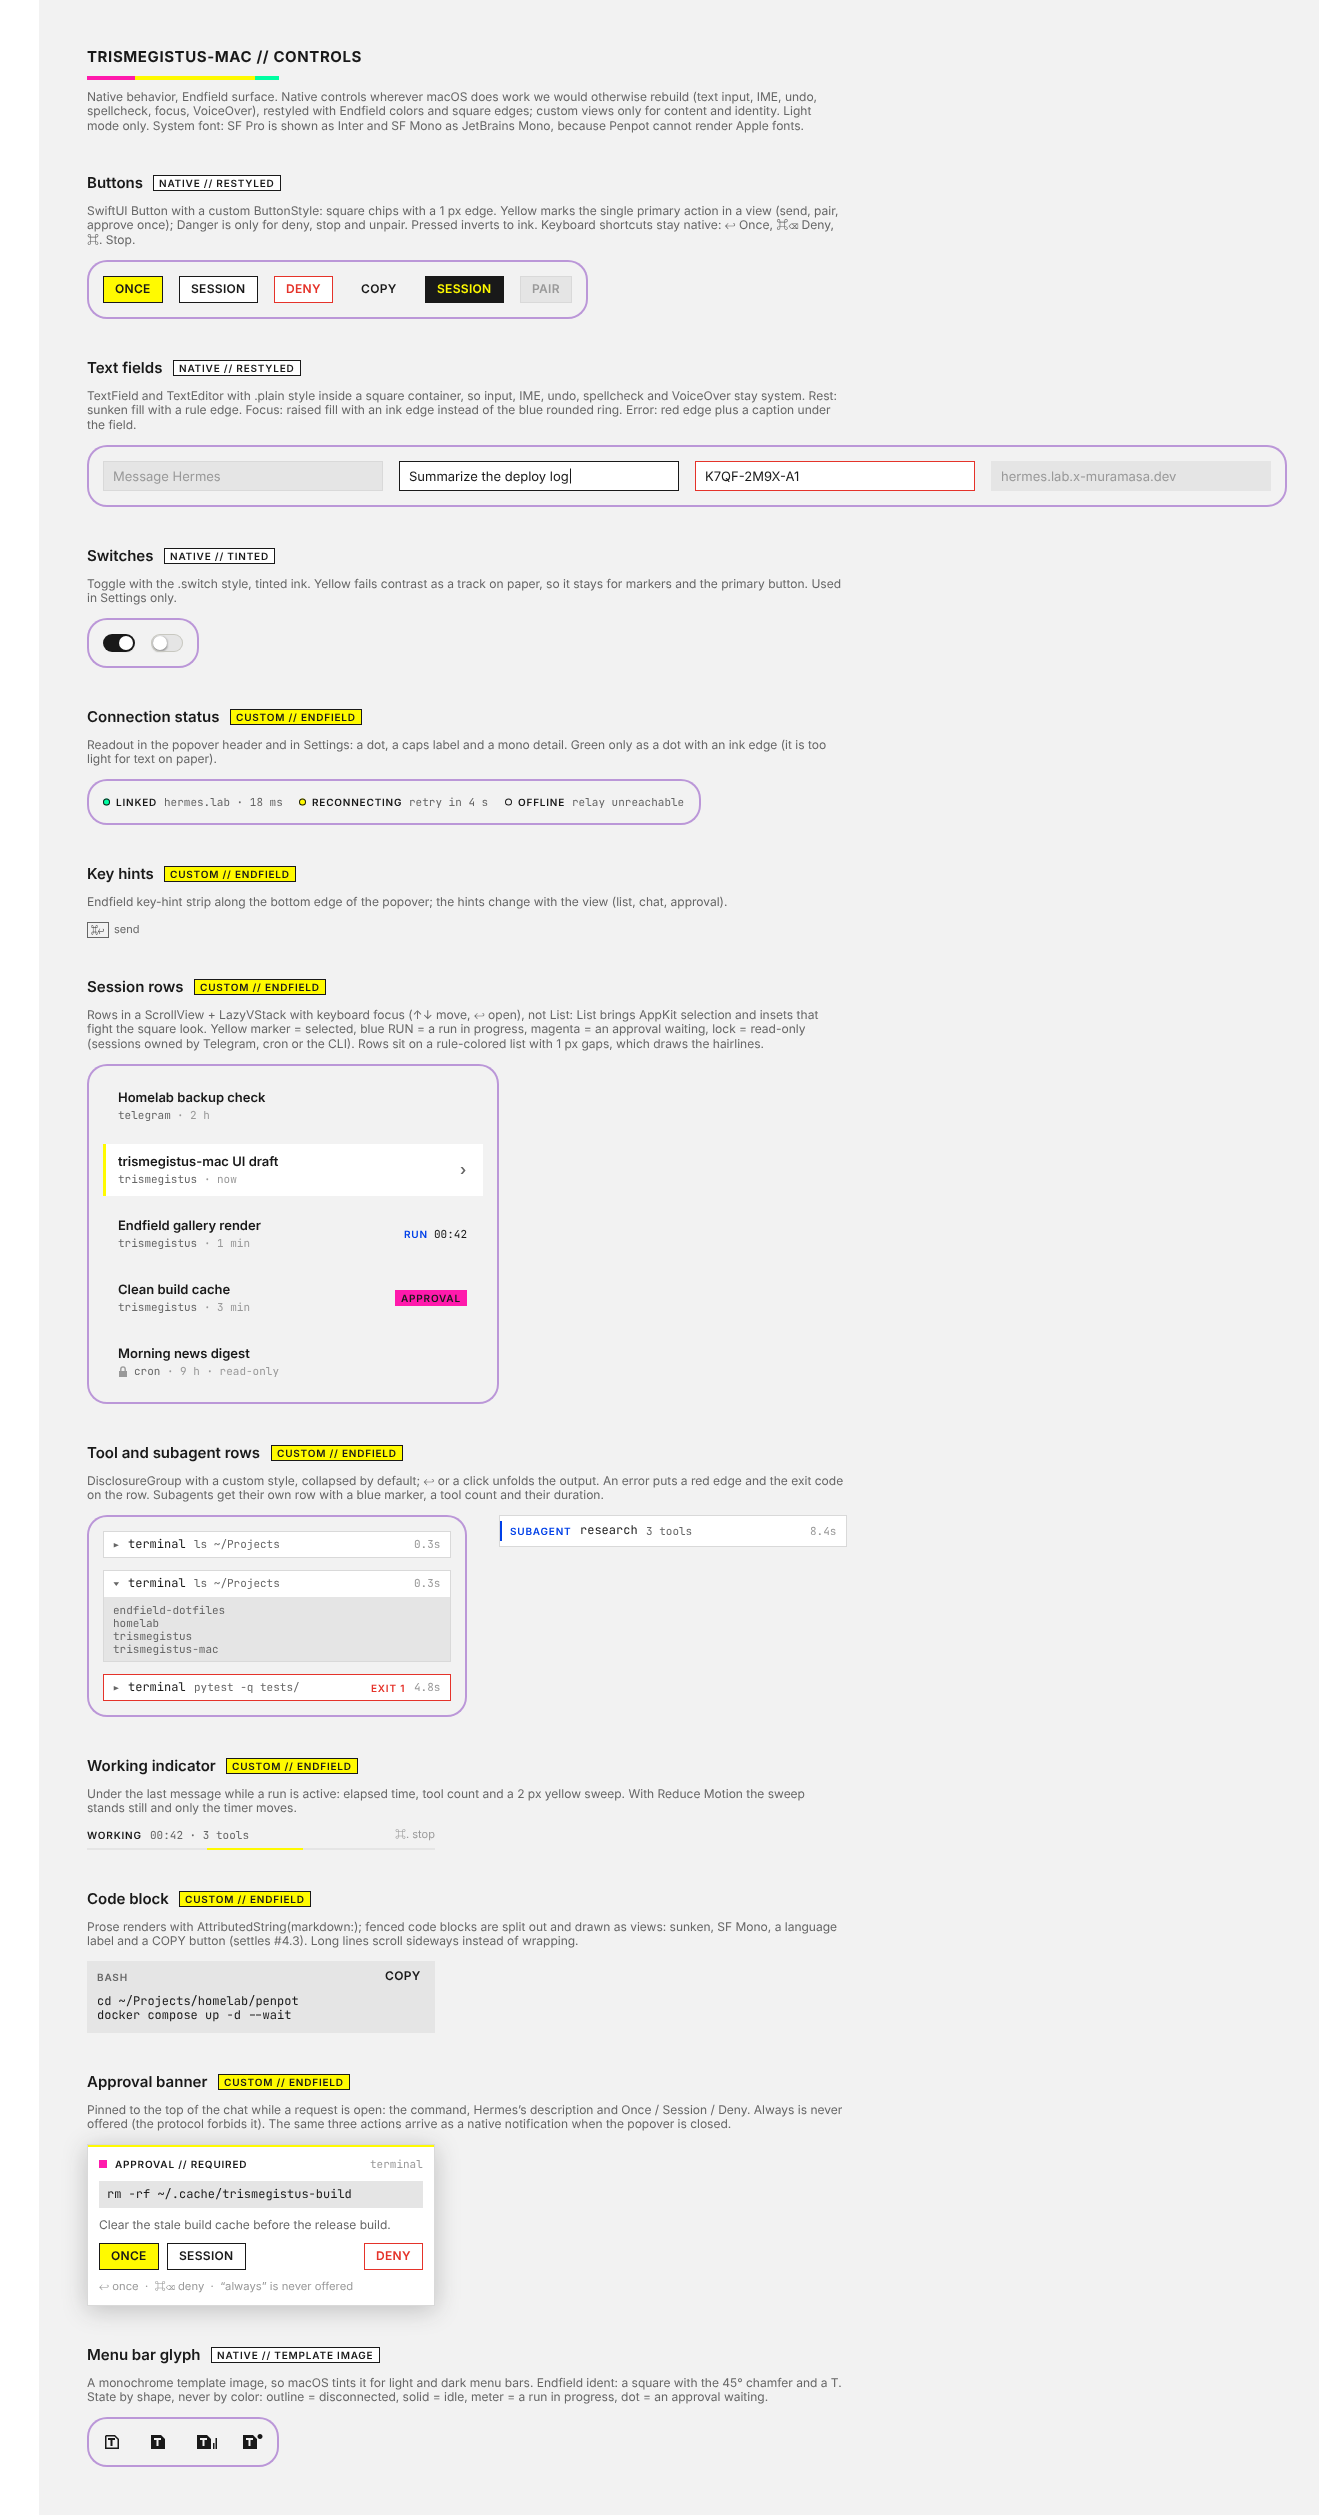 TRISMEGISTUS-MAC // CONTROLS
Native behavior, Endfield surface. Native controls wherever macOS does work we would otherwise rebuild (text input, IME, undo,
spellcheck, focus, VoiceOver), restyled with Endfield colors and square edges; custom views only for content and identity. Light
mode only. System font: SF Pro is shown as Inter and SF Mono as JetBrains Mono, because Penpot cannot render Apple fonts.
Buttons NATIVE // RESTYLED
SwiftUI Button with a custom ButtonStyle: square chips with a 1 px edge. Yellow marks the single primary action in a view (send, pair,
approve once); Danger is only for deny, stop and unpair. Pressed inverts to ink. Keyboard shortcuts stay native: ↩ Once, ⌘⌫ Deny,
⌘. Stop.
ONCE SESSION DENY COPY SESSION PAIR
Text fields NATIVE // RESTYLED
TextField and TextEditor with .plain style inside a square container, so input, IME, undo, spellcheck and VoiceOver stay system. Rest:
sunken fill with a rule edge. Focus: raised fill with an ink edge instead of the blue rounded ring. Error: red edge plus a caption under
the field.
Message Hermes Summarize the deploy log K7QF-2M9X-A1 hermes.lab.x-muramasa.dev
Switches NATIVE // TINTED
Toggle with the .switch style, tinted ink. Yellow fails contrast as a track on paper, so it stays for markers and the primary button. Used
in Settings only.
Connection status CUSTOM // ENDFIELD
Readout in the popover header and in Settings: a dot, a caps label and a mono detail. Green only as a dot with an ink edge (it is too
light for text on paper).
LINKED hermes.lab · 18 ms RECONNECTING retry in 4 s OFFLINE relay unreachable
Key hints CUSTOM // ENDFIELD
Endfield key-hint strip along the bottom edge of the popover; the hints change with the view (list, chat, approval).
⌘↩ send
Session rows CUSTOM // ENDFIELD
Rows in a ScrollView + LazyVStack with keyboard focus (↑↓ move, ↩ open), not List: List brings AppKit selection and insets that
fight the square look. Yellow marker = selected, blue RUN = a run in progress, magenta = an approval waiting, lock = read-only
(sessions owned by Telegram, cron or the CLI). Rows sit on a rule-colored list with 1 px gaps, which draws the hairlines.
Homelab backup check
telegram · 2 h
trismegistus-mac UI draft
trismegistus · now ›
Endfield gallery render
trismegistus · 1 min RUN 00:42
Clean build cache
trismegistus · 3 min APPROVAL
Morning news digest
cron · 9 h · read-only
Tool and subagent rows CUSTOM // ENDFIELD
DisclosureGroup with a custom style, collapsed by default; ↩ or a click unfolds the output. An error puts a red edge and the exit code
on the row. Subagents get their own row with a blue marker, a tool count and their duration.
▸ terminal ls ~/Projects 0.3s
▾ terminal ls ~/Projects 0.3s
endfield-dotfiles
homelab
trismegistus
trismegistus-mac
▸ terminal pytest -q tests/ EXIT 1 4.8s
SUBAGENT research 3 tools 8.4s
Working indicator CUSTOM // ENDFIELD
Under the last message while a run is active: elapsed time, tool count and a 2 px yellow sweep. With Reduce Motion the sweep
stands still and only the timer moves.
WORKING 00:42 · 3 tools ⌘. stop
Code block CUSTOM // ENDFIELD
Prose renders with AttributedString(markdown:); fenced code blocks are split out and drawn as views: sunken, SF Mono, a language
label and a COPY button (settles #4.3). Long lines scroll sideways instead of wrapping.
BASH COPY
cd ~/Projects/homelab/penpot
docker compose up -d --wait
Approval banner CUSTOM // ENDFIELD
Pinned to the top of the chat while a request is open: the command, Hermes’s description and Once / Session / Deny. Always is never
offered (the protocol forbids it). The same three actions arrive as a native notification when the popover is closed.
APPROVAL // REQUIRED terminal
rm -rf ~/.cache/trismegistus-build
Clear the stale build cache before the release build.
ONCE SESSION DENY
↩ once · ⌘⌫ deny · “always” is never offered
Menu bar glyph NATIVE // TEMPLATE IMAGE
A monochrome template image, so macOS tints it for light and dark menu bars. Endfield ident: a square with the 45° chamfer and a T.
State by shape, never by color: outline = disconnected, solid = idle, meter = a run in progress, dot = an approval waiting.
T T T T